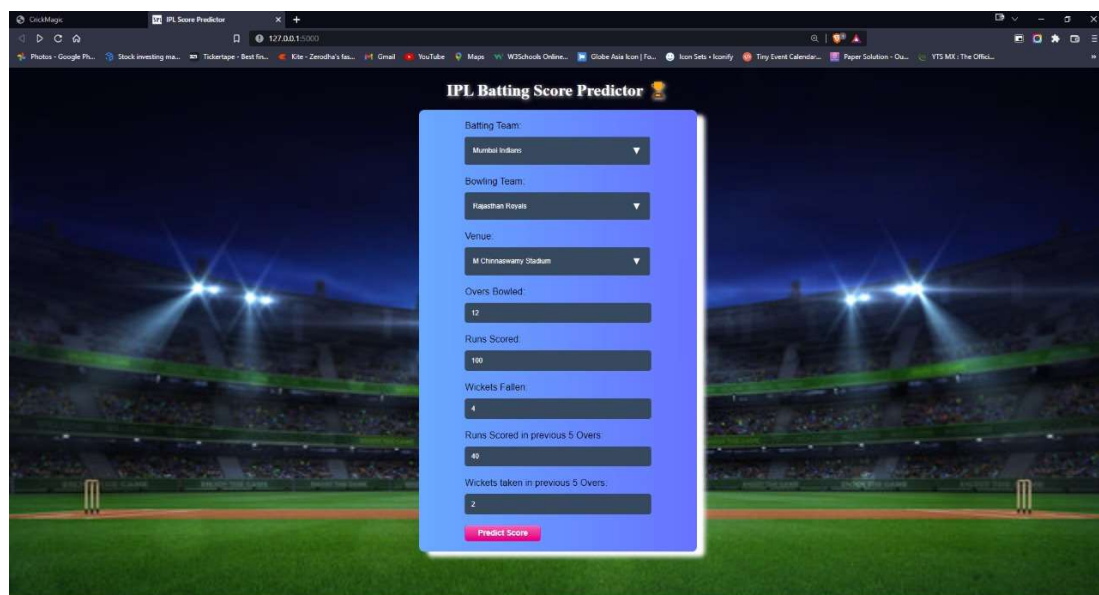 CrickMagic
IPL Score Predictor
127.0.0.1:5000
Photos - Google Ph... Stock investing ma... Tickertape - Best fin... Kite - Zerodha's fas... Gmail YouTube Maps W3Schools Online... Globe Asia Icon | Fo... Icon Sets • Iconify Tiny Event Calendar... Paper Solution - Ou... YTS MX : The Offici...
IPL Batting Score Predictor
Batting Team:
Mumbai Indians
Bowling Team:
Rajasthan Royals
Venue:
M Chinnaswamy Stadium
Overs Bowled:
12
Runs Scored:
100
Wickets Fallen:
4
Runs Scored in previous 5 Overs:
40
Wickets taken in previous 5 Overs:
2
Predict Score